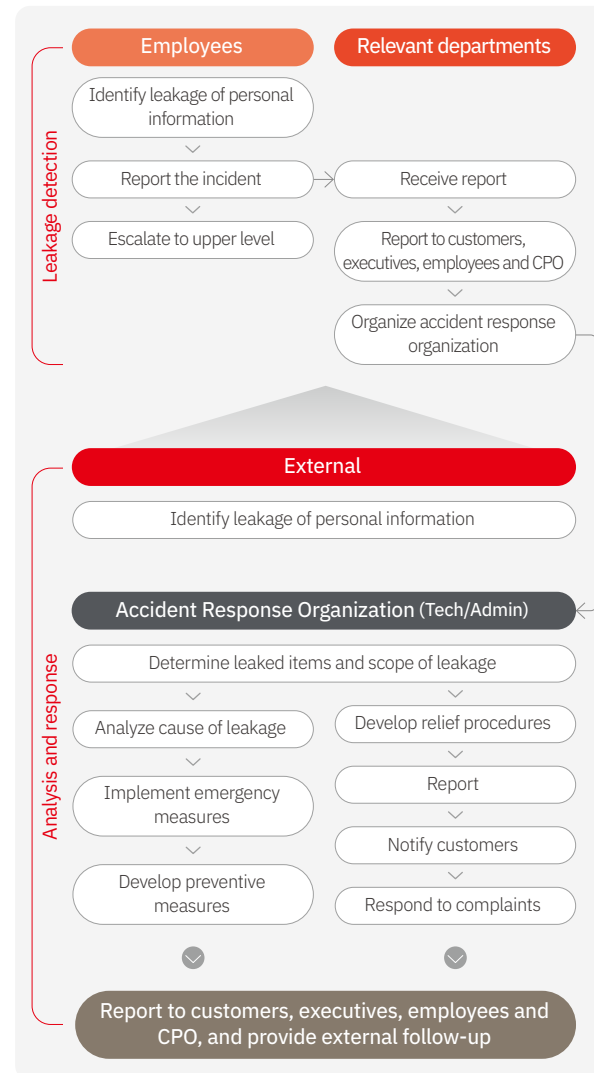 Employees
Relevant departments
Leakage detection
Identify leakage of personal
information
Report the incident
Receive report
Escalate to upper level
Report to customers,
executives, employees and CPO
Organize accident response
organization
External
Identify leakage of personal information
Analysis and response
Accident Response Organization (Tech/Admin)
Determine leaked items and scope of leakage
Analyze cause of leakage
Implement emergency
measures
Develop preventive
measures
Develop relief procedures
Report
Notify customers
Respond to complaints
Report to customers, executives, employees and
CPO, and provide external follow-up